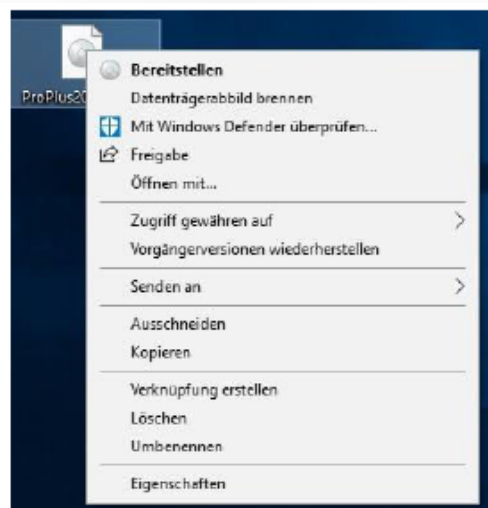 ProPlus20
Bereitstellen
Datenträgerabbild brennen
Mit Windows Defender überprüfen...
Freigabe
Öffnen mit...
Zugriff gewähren auf
Vorgängerversionen wiederherstellen
Senden an
Ausschneiden
Kopieren
Verknüpfung erstellen
Löschen
Umbenennen
Eigenschaften